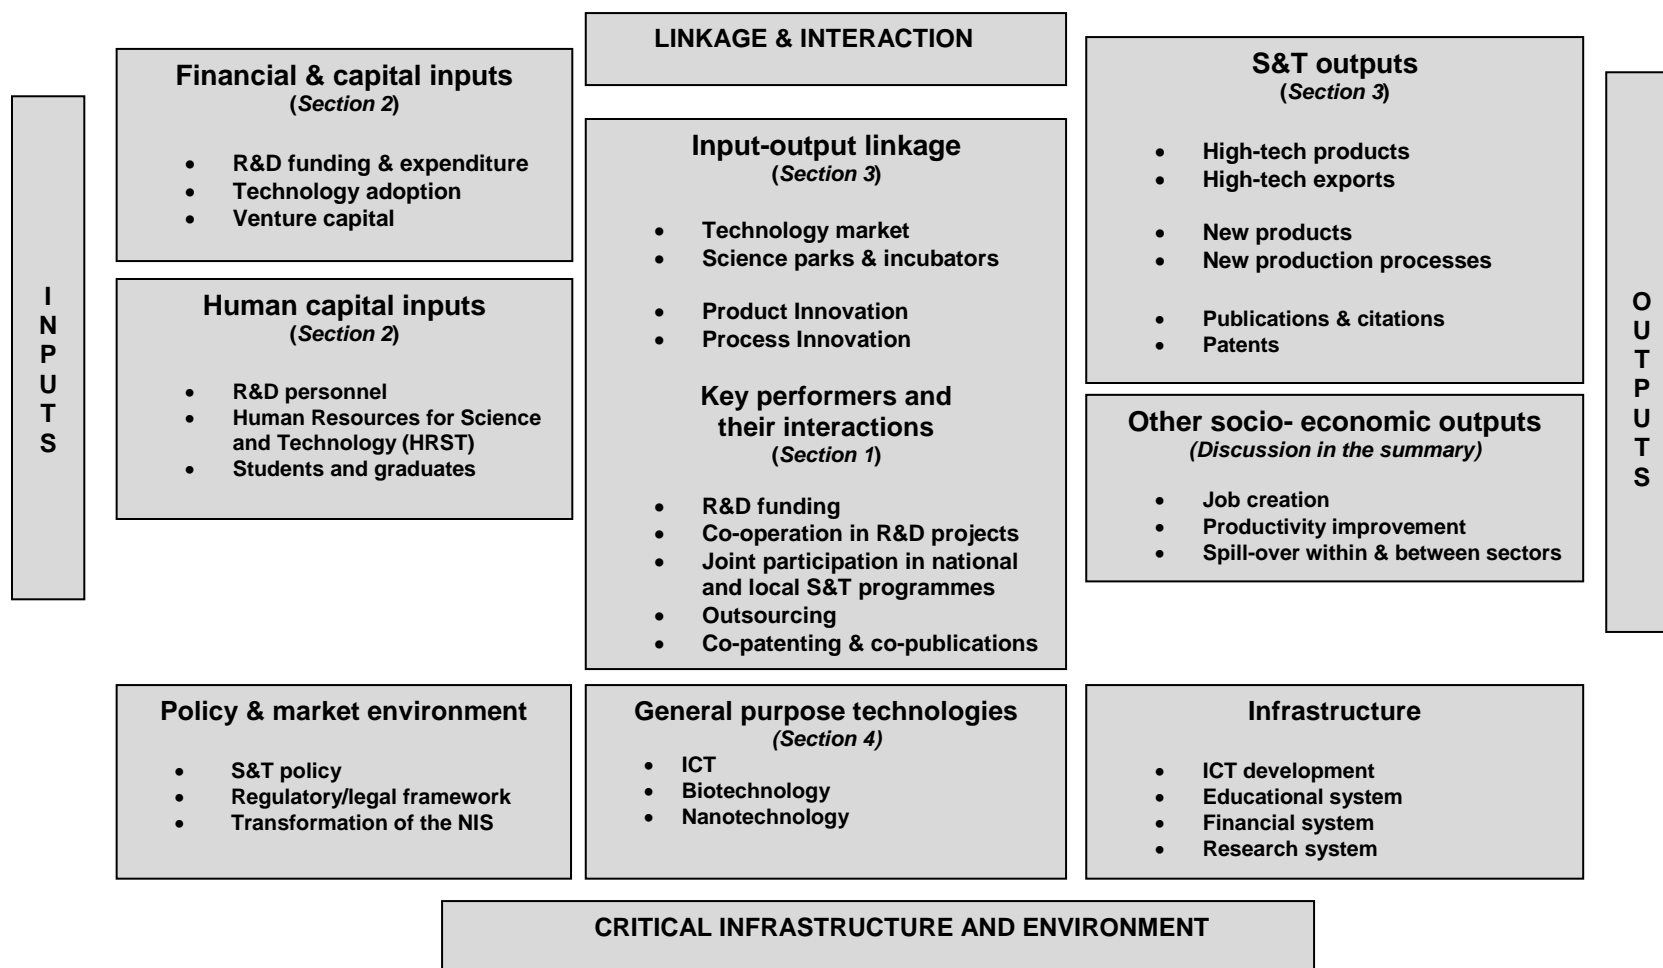 LINKAGE & INTERACTION
INPUTS
Financial & capital inputs
(Section 2)
• R&D funding & expenditure
• Technology adoption
• Venture capital
Human capital inputs
(Section 2)
• R&D personnel
• Human Resources for Science
and Technology (HRST)
• Students and graduates
Input-output linkage
(Section 3)
• Technology market
• Science parks & incubators
• Product Innovation
• Process Innovation
Key performers and
their interactions
(Section 1)
• R&D funding
• Co-operation in R&D projects
• Joint participation in national
and local S&T programmes
• Outsourcing
• Co-patenting & co-publications
S&T outputs
(Section 3)
• High-tech products
• High-tech exports
• New products
• New production processes
• Publications & citations
• Patents
Other socio- economic outputs
(Discussion in the summary)
• Job creation
• Productivity improvement
• Spill-over within & between sectors
OUTPUTS
Policy & market environment
• S&T policy
• Regulatory/legal framework
• Transformation of the NIS
General purpose technologies
(Section 4)
• ICT
• Biotechnology
• Nanotechnology
Infrastructure
• ICT development
• Educational system
• Financial system
• Research system
CRITICAL INFRASTRUCTURE AND ENVIRONMENT